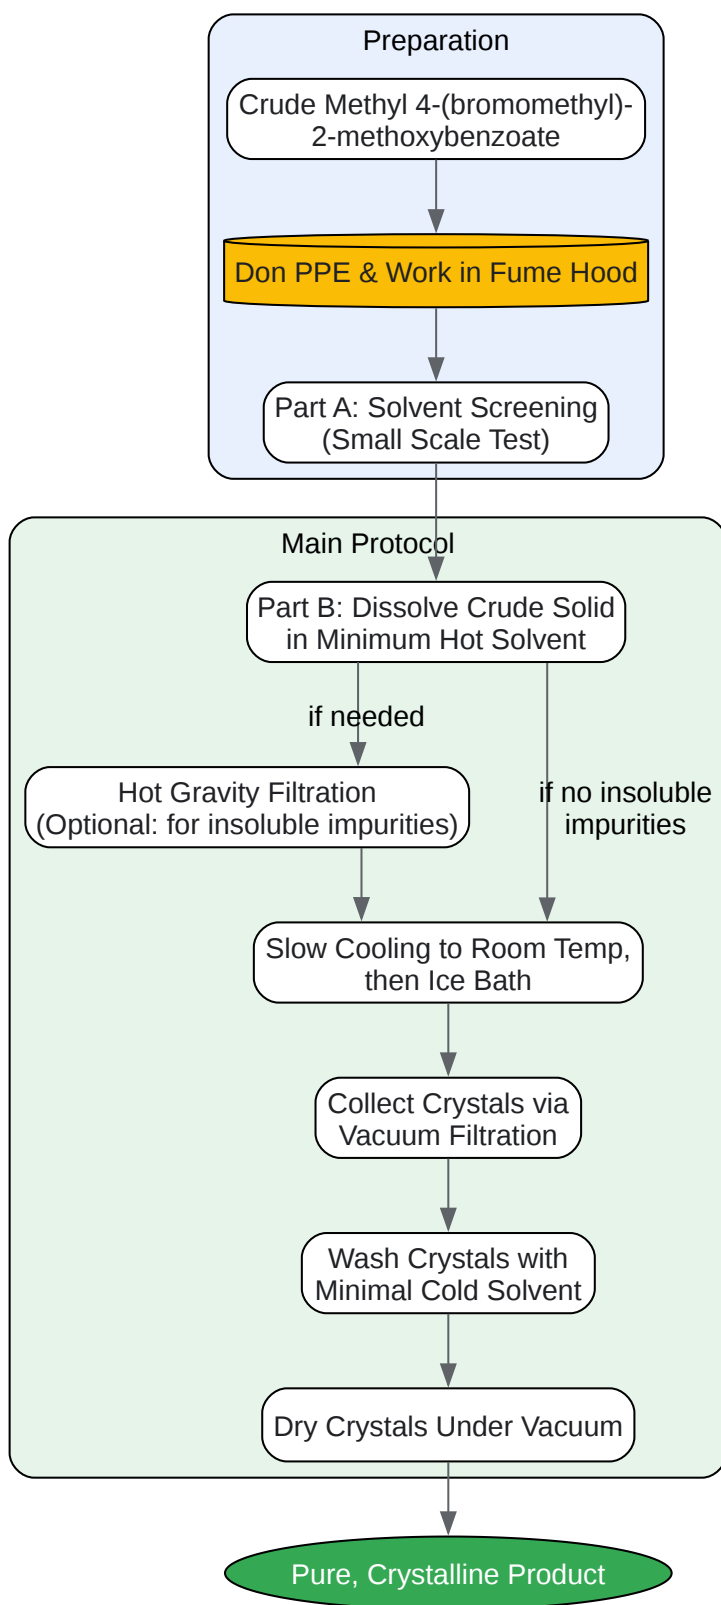 Preparation
Crude Methyl 4-(bromomethyl)-
2-methoxybenzoate
Don PPE & Work in Fume Hood
Part A: Solvent Screening
(Small Scale Test)
Main Protocol
Part B: Dissolve Crude Solid
in Minimum Hot Solvent
if needed
Hot Gravity Filtration
(Optional: for insoluble impurities)
if no insoluble
impurities
Slow Cooling to Room Temp,
then Ice Bath
Collect Crystals via
Vacuum Filtration
Wash Crystals with
Minimal Cold Solvent
Dry Crystals Under Vacuum
Pure, Crystalline Product